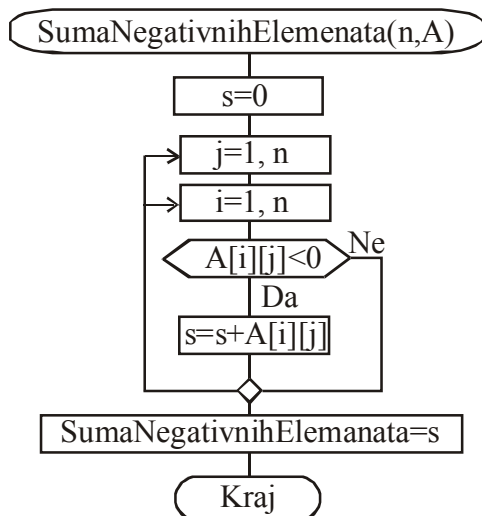 SumaNegativnihElemenata(n,A)
s=0
j=1, n
i=1, n
A[i][j]<0
Ne
Da
s=s+A[i][j]
SumaNegativnihElemanata=s
Kraj